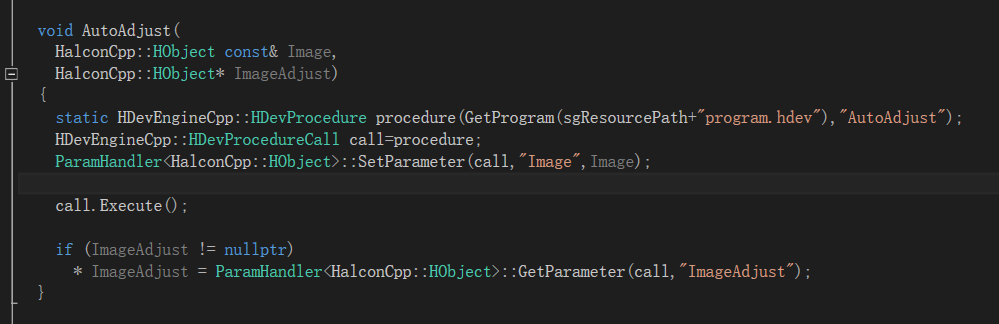 void AutoAdjust(
  HalconCpp::HObject const& Image,
  HalconCpp::HObject* ImageAdjust)
{
  static HDevEngineCpp::HDevProcedure procedure(GetProgram(sgResourcePath+"program.hdev"),"AutoAdjust");
  HDevEngineCpp::HDevProcedureCall call=procedure;
  ParamHandler<HalconCpp::HObject>::SetParameter(call,"Image",Image);
  call.Execute();
  if (ImageAdjust != nullptr)
    * ImageAdjust = ParamHandler<HalconCpp::HObject>::GetParameter(call,"ImageAdjust");
}